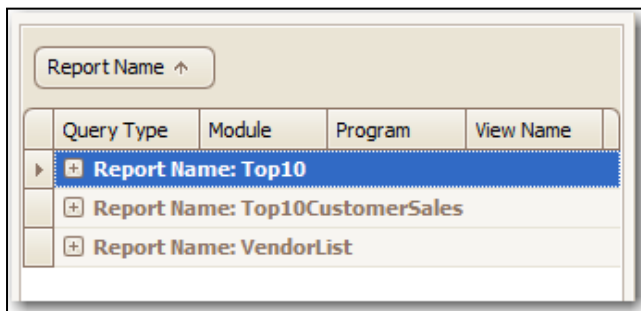 Report Name
Query Type Module Program View Name
Report Name: Top10
Report Name: Top10CustomerSales
Report Name: VendorList